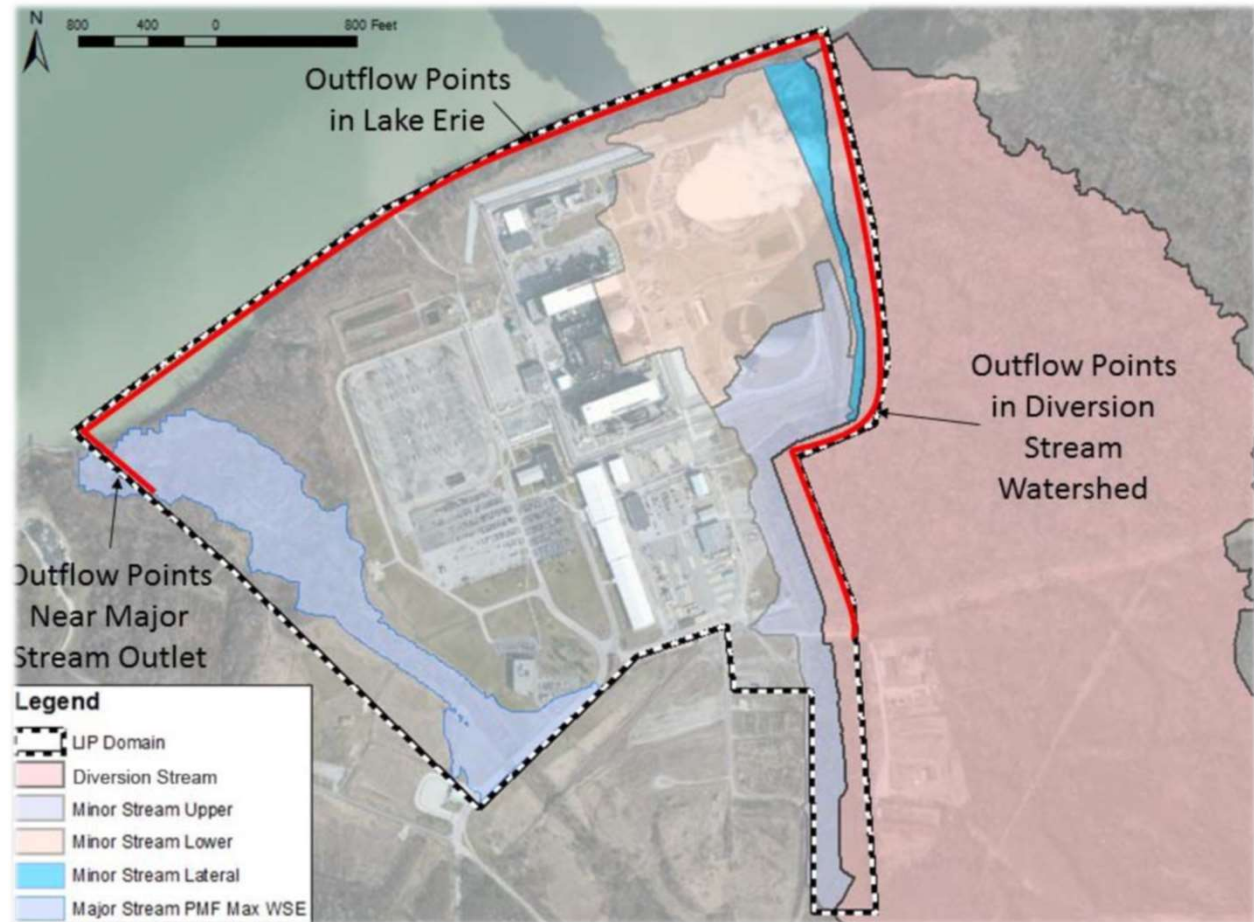 N
800 400 0 800 Feet
Outflow Points
in Lake Erie
Outflow Points
in Diversion
Stream
Watershed
Outflow Points
Near Major
Stream Outlet
Legend
LIP Domain
Diversion Stream
Minor Stream Upper
Minor Stream Lower
Minor Stream Lateral
Major Stream PMF Max WSE